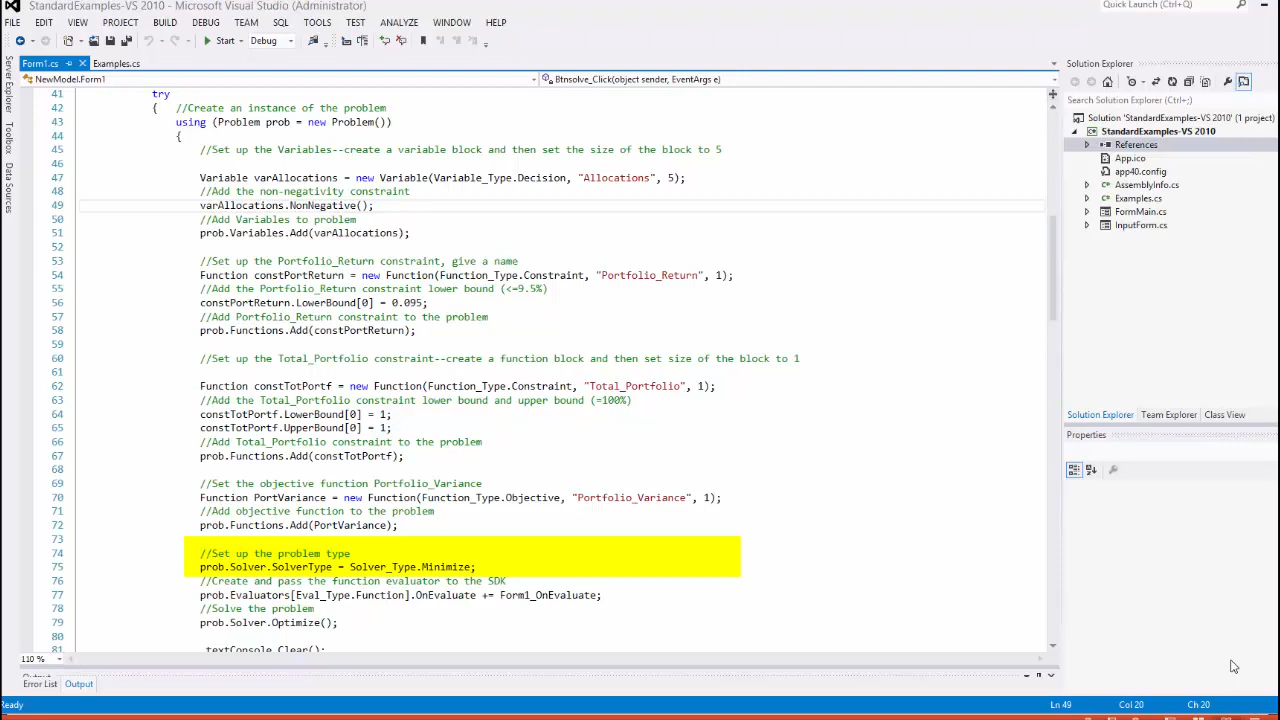 StandardExamples-VS 2010 - Microsoft Visual Studio (Administrator)
Quick Launch (Ctrl+Q)
FILE EDIT VIEW PROJECT BUILD DEBUG TEAM SQL TOOLS TEST ANALYZE WINDOW HELP
Start Debug
Form1.cs Examples.cs
NewModel.Form1 Btnsolve_Click(object sender, EventArgs e)
Server Explorer
Toolbox
Data Sources
41 try
42 { //Create an instance of the problem
43 using (Problem prob = new Problem())
44 {
45 //Set up the Variables--create a variable block and then set the size of the block to 5
46
47 Variable varAllocations = new Variable(Variable_Type.Decision, "Allocations", 5);
48 //Add the non-negativity constraint
49 varAllocations.NonNegative();
50 //Add Variables to problem
51 prob.Variables.Add(varAllocations);
52
53 //Set up the Portfolio_Return constraint, give a name
54 Function constPortReturn = new Function(Function_Type.Constraint, "Portfolio_Return", 1);
55 //Add the Portfolio_Return constraint lower bound (<=9.5%)
56 constPortReturn.LowerBound[0] = 0.095;
57 //Add Portfolio_Return constraint to the problem
58 prob.Functions.Add(constPortReturn);
59
60 //Set up the Total_Portfolio constraint--create a function block and then set size of the block to 1
61
62 Function constTotPortf = new Function(Function_Type.Constraint, "Total_Portfolio", 1);
63 //Add the Total_Portfolio constraint lower bound and upper bound (=100%)
64 constTotPortf.LowerBound[0] = 1;
65 constTotPortf.UpperBound[0] = 1;
66 //Add Total_Portfolio constraint to the problem
67 prob.Functions.Add(constTotPortf);
68
69 //Set the objective function Portfolio_Variance
70 Function PortVariance = new Function(Function_Type.Objective, "Portfolio_Variance", 1);
71 //Add objective function to the problem
72 prob.Functions.Add(PortVariance);
73
74 //Set up the problem type
75 prob.Solver.SolverType = Solver_Type.Minimize;
76 //Create and pass the function evaluator to the SDK
77 prob.Evaluators[Eval_Type.Function].OnEvaluate += Form1_OnEvaluate;
78 //Solve the problem
79 prob.Solver.Optimize();
80
81 textConsole.Clear();
110 %
Output
Error List Output
Solution Explorer
Search Solution Explorer (Ctrl+;)
Solution 'StandardExamples-VS 2010' (1 project)
StandardExamples-VS 2010
References
App.ico
app40.config
AssemblyInfo.cs
Examples.cs
FormMain.cs
InputForm.cs
Solution Explorer Team Explorer Class View
Properties
Ready Ln 49 Col 20 Ch 20